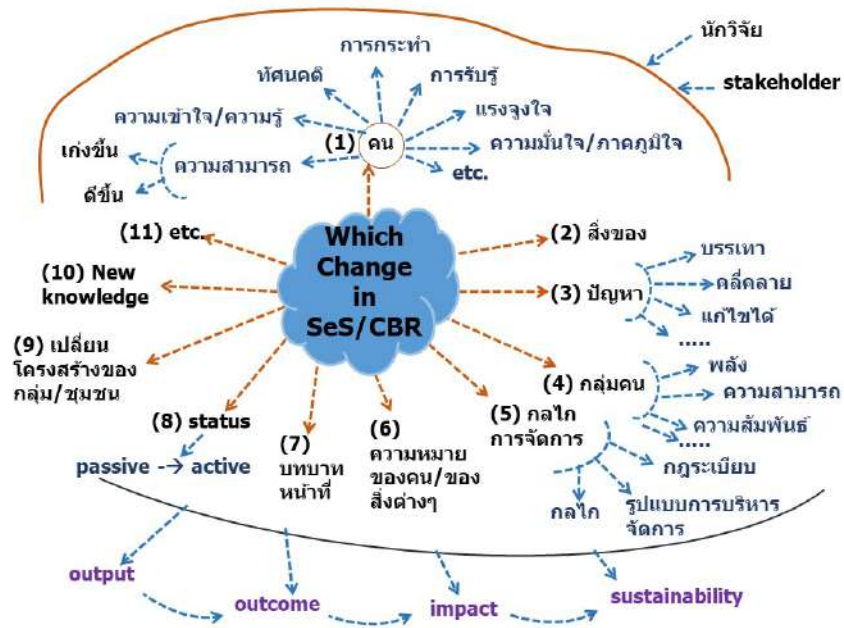 นักวิจัย
stakeholder
การกระทำ
ทัศนคติ
การรับรู้
ความเข้าใจ/ความรู้
แรงจูงใจ
(1) คน
ความมั่นใจ/ภาคภูมิใจ
etc.
เก่งขึ้น
ความสามารถ
ดีขึ้น
Which
Change
in
SeS/CBR
(11) etc.
(2) สิ่งของ
(10) New
knowledge
(3) ปัญหา
บรรเทา
คลี่คลาย
แก้ไขได้
.....
(9) เปลี่ยน
โครงสร้างของ
กลุ่ม/ชุมชน
(4) กลุ่มคน
พลัง
ความสามารถ
ความสัมพันธ์
.....
(8) status
passive --→ active
(7)
บทบาท
หน้าที่
(6)
ความหมาย
ของคน/ของ
สิ่งต่างๆ
(5) กลไก
การจัดการ
กฎระเบียบ
กลไก
รูปแบบการบริหาร
จัดการ
output
outcome
impact
sustainability